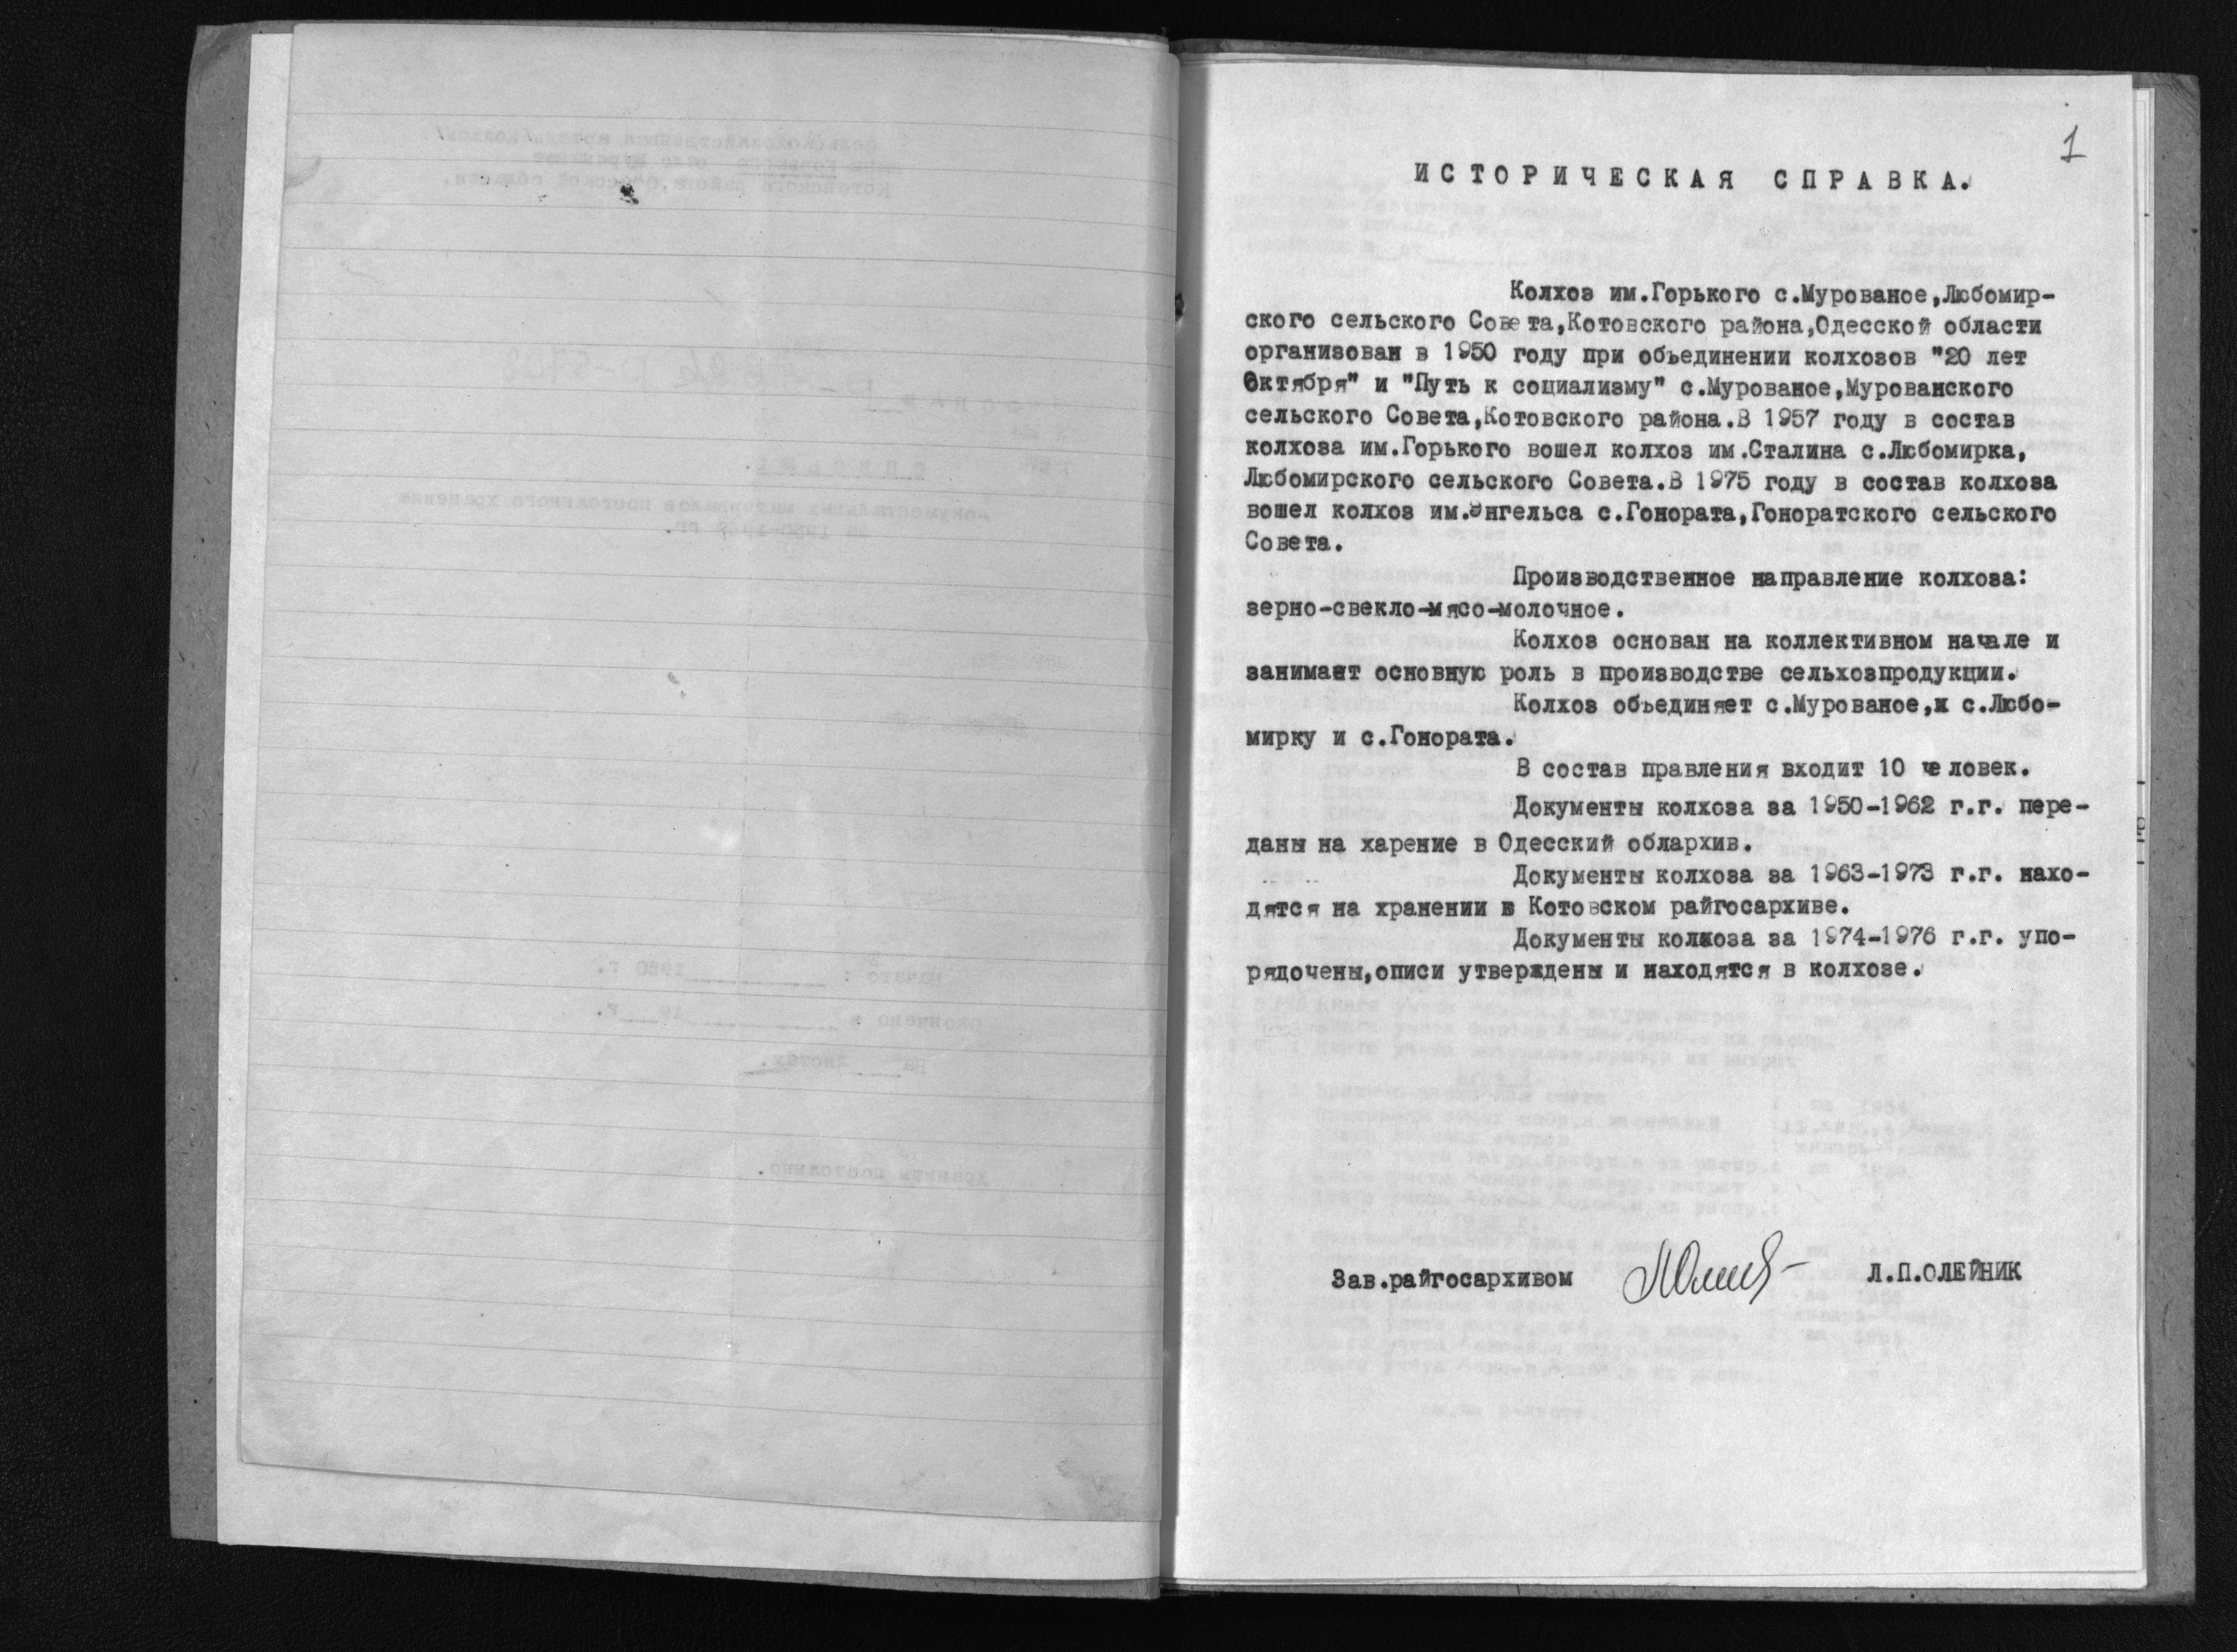 1
ИСТОРИЧЕСКАЯ СПРАВКА.
Колхоз им.Горького с.Мурованое,Любомир-
ского сельского Совета,Котовского района,Одесской области
организован в 1950 году при объединении колхозов "20 лет
Октября" и "Путь к социализму" с.Мурованое,Мурованского
сельского Совета,Котовского района.В 1957 году в состав
колхоза им.Горького вошел колхоз им.Сталина с.Любомирка,
Любомирского сельского Совета.В 1975 году в состав колхоза
вошел колхоз им.Энгельса с.Гонората,Гоноратского сельского
Совета.
Производственное направление колхоза:
зерно-свекло-мясо-молочное.
Колхоз основан на коллективном начале и
занимает основную роль в производстве сельхозпродукции.
Колхоз объединяет с.Мурованое,и с.Любо-
мирку и с.Гонората.
В состав правления входит 10 человек.
Документы колхоза за 1950-1962 г.г. пере-
даны на харение в Одесский облархив.
Документы колхоза за 1963-1973 г.г. нахо-
дятся на хранении в Котовском райгосархиве.
Документы колхоза за 1974-1976 г.г. упо-
рядочены,описи утверждены и находятся в колхозе.
Зав.райгосархивом Л.П.ОЛЕЙНИК